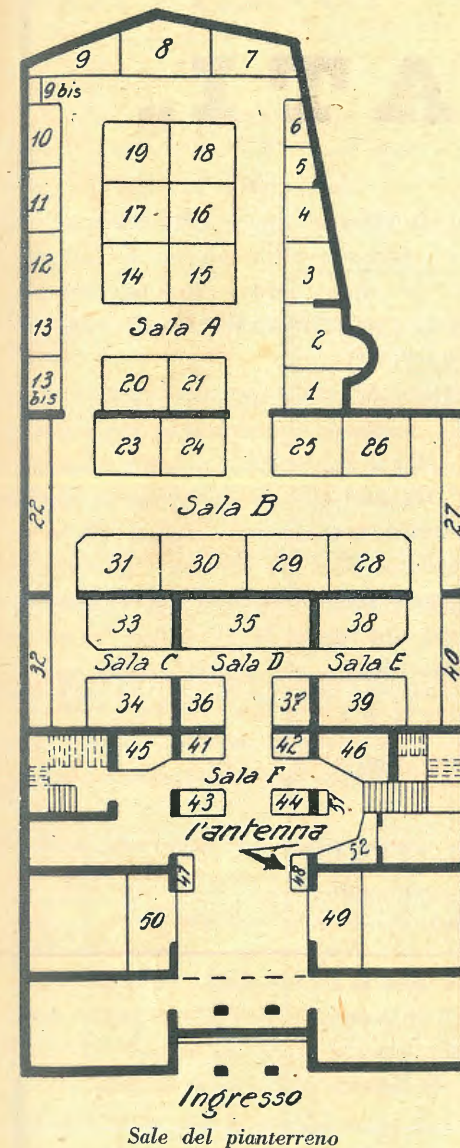 9 8 7
9 bis
10 6
19 18
5
11 17 16 4
12 14 15 3
Sala A
13 2
13 bis 20 21 1
23 24 25 26
22 Sala B 27
31 30 29 28
33 35 38
32 Sala C Sala D Sala E 40
34 36 37 39
45 41 42 46
Sala F
43 44 51
l'antenna
52
47 48
50 49
Ingresso
Sale del pianterreno